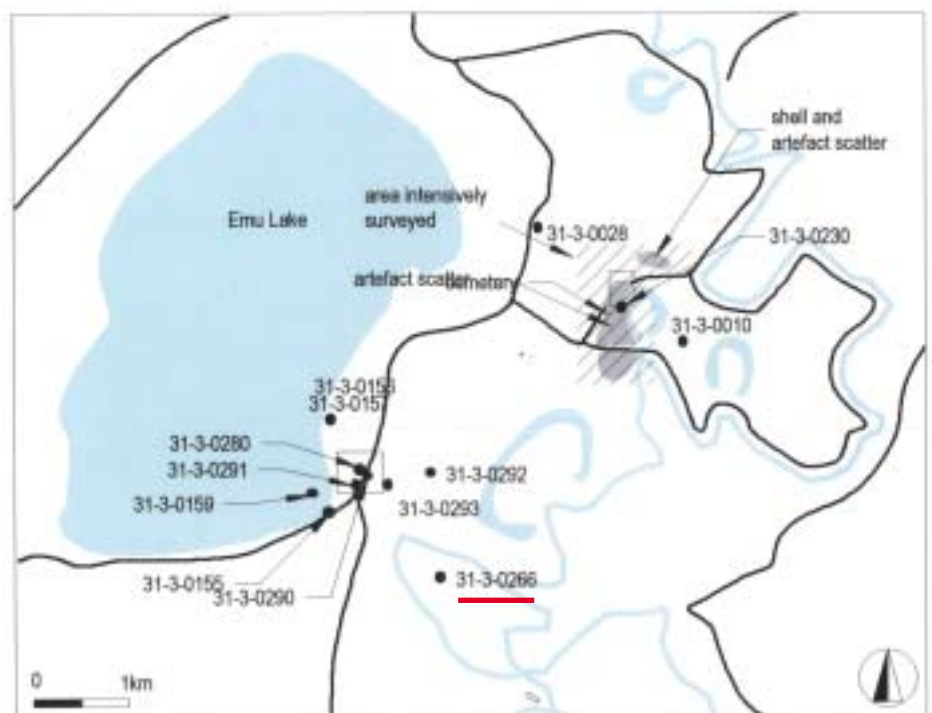 shell and
artefact scatter
area intensively
surveyed
Emu Lake
31-3-0028
31-3-0230
artefact scatter
cemetery
31-3-0010
31-3-0156
31-3-0157
31-3-0280
31-3-0291
31-3-0292
31-3-0159
31-3-0293
31-3-0155
31-3-0290
31-3-0266
0
1km